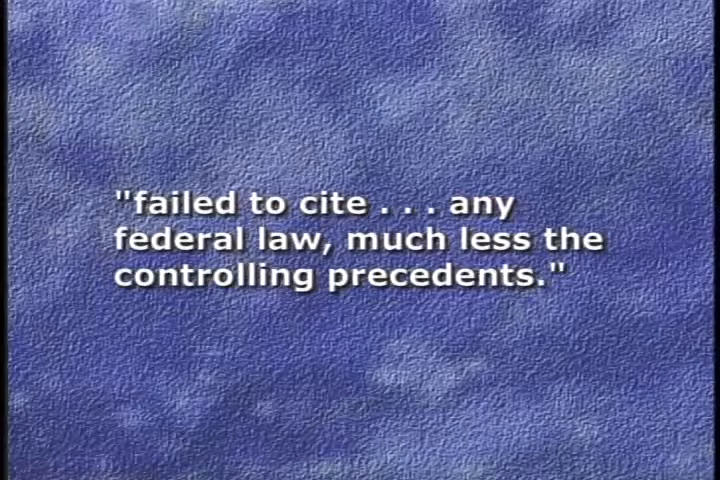 "failed to cite . . . any
federal law, much less the
controlling precedents."